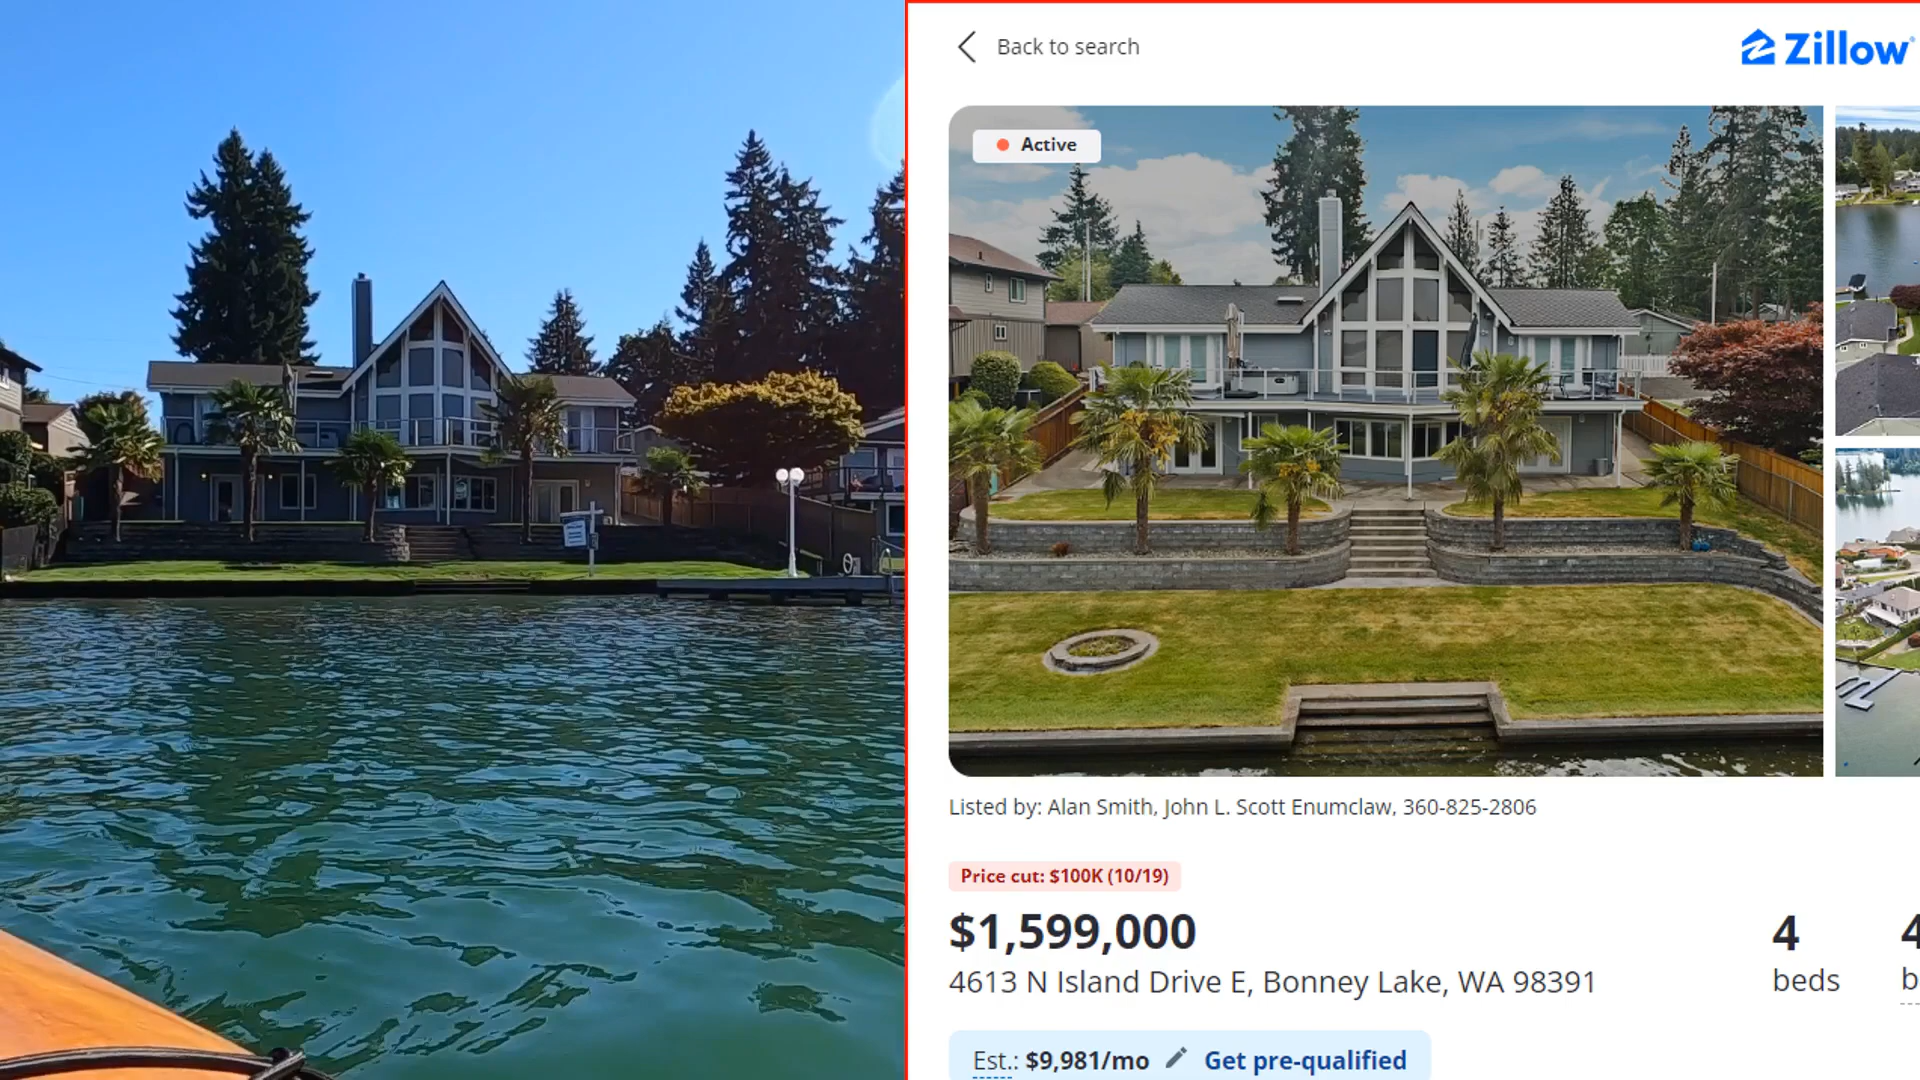 Back to search
Zillow
Active
Listed by: Alan Smith, John L. Scott Enumclaw, 360-825-2806
Price cut: $100K (10/19)
$1,599,000
4
4
4613 N Island Drive E, Bonney Lake, WA 98391
beds
b
Est.: $9,981/mo
Get pre-qualified